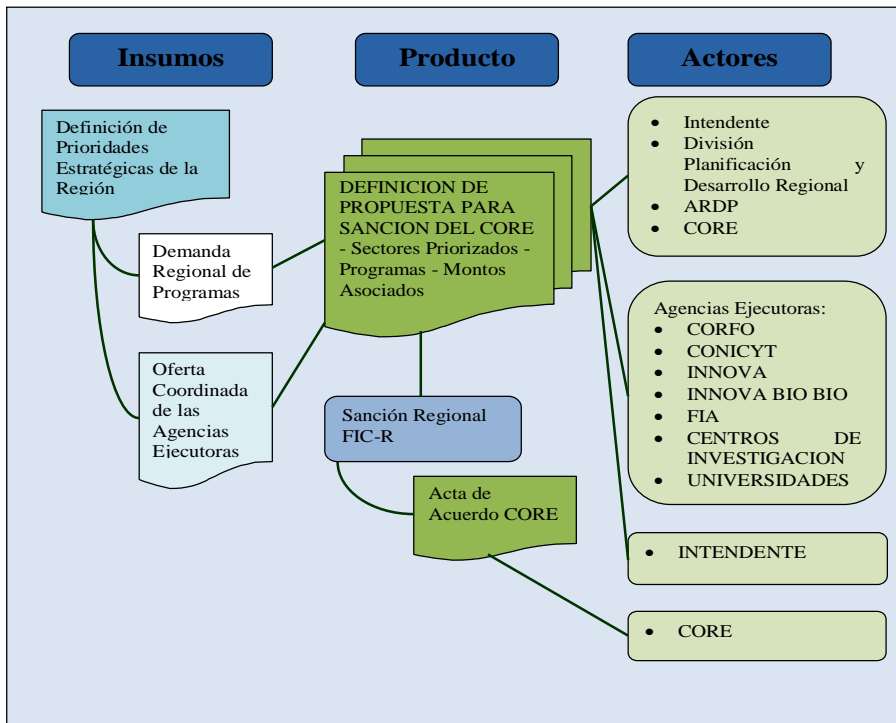 Insumos
Producto
Actores
Definición de
Prioridades
Estratégicas de la
Región
Demanda
Regional de
Programas
Oferta
Coordinada
de las
Agencias
Ejecutoras
DEFINICION DE
PROPUESTA PARA
SANCION DEL CORE
- Sectores Priorizados -
Programas - Montos
Asociados
Sanción Regional
FIC-R
Acta de
Acuerdo CORE
• Intendente
• División
Planificación y
Desarrollo Regional
• ARDP
• CORE
Agencias Ejecutoras:
• CORFO
• CONICYT
• INNOVA
• INNOVA BIO BIO
• FIA
• CENTROS DE
INVESTIGACION
• UNIVERSIDADES
• INTENDENTE
• CORE